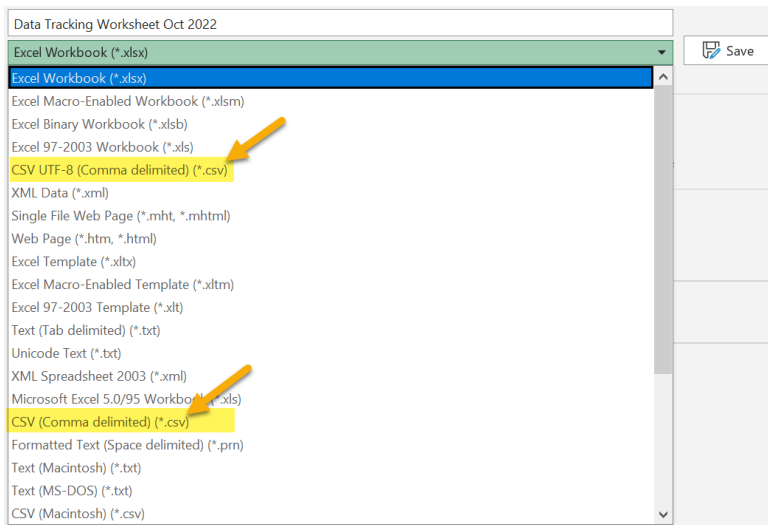 Data Tracking Worksheet Oct 2022
Excel Workbook (*.xlsx)
Save
Excel Workbook (*.xlsx)
Excel Macro-Enabled Workbook (*.xlsm)
Excel Binary Workbook (*.xlsb)
Excel 97-2003 Workbook (*.xls)
CSV UTF-8 (Comma delimited) (*.csv)
XML Data (*.xml)
Single File Web Page (*.mht, *.mhtml)
Web Page (*.htm, *.html)
Excel Template (*.xltx)
Excel Macro-Enabled Template (*.xltm)
Excel 97-2003 Template (*.xlt)
Text (Tab delimited) (*.txt)
Unicode Text (*.txt)
XML Spreadsheet 2003 (*.xml)
Microsoft Excel 5.0/95 Workbook (*.xls)
CSV (Comma delimited) (*.csv)
Formatted Text (Space delimited) (*.prn)
Text (Macintosh) (*.txt)
Text (MS-DOS) (*.txt)
CSV (Macintosh) (*.csv)